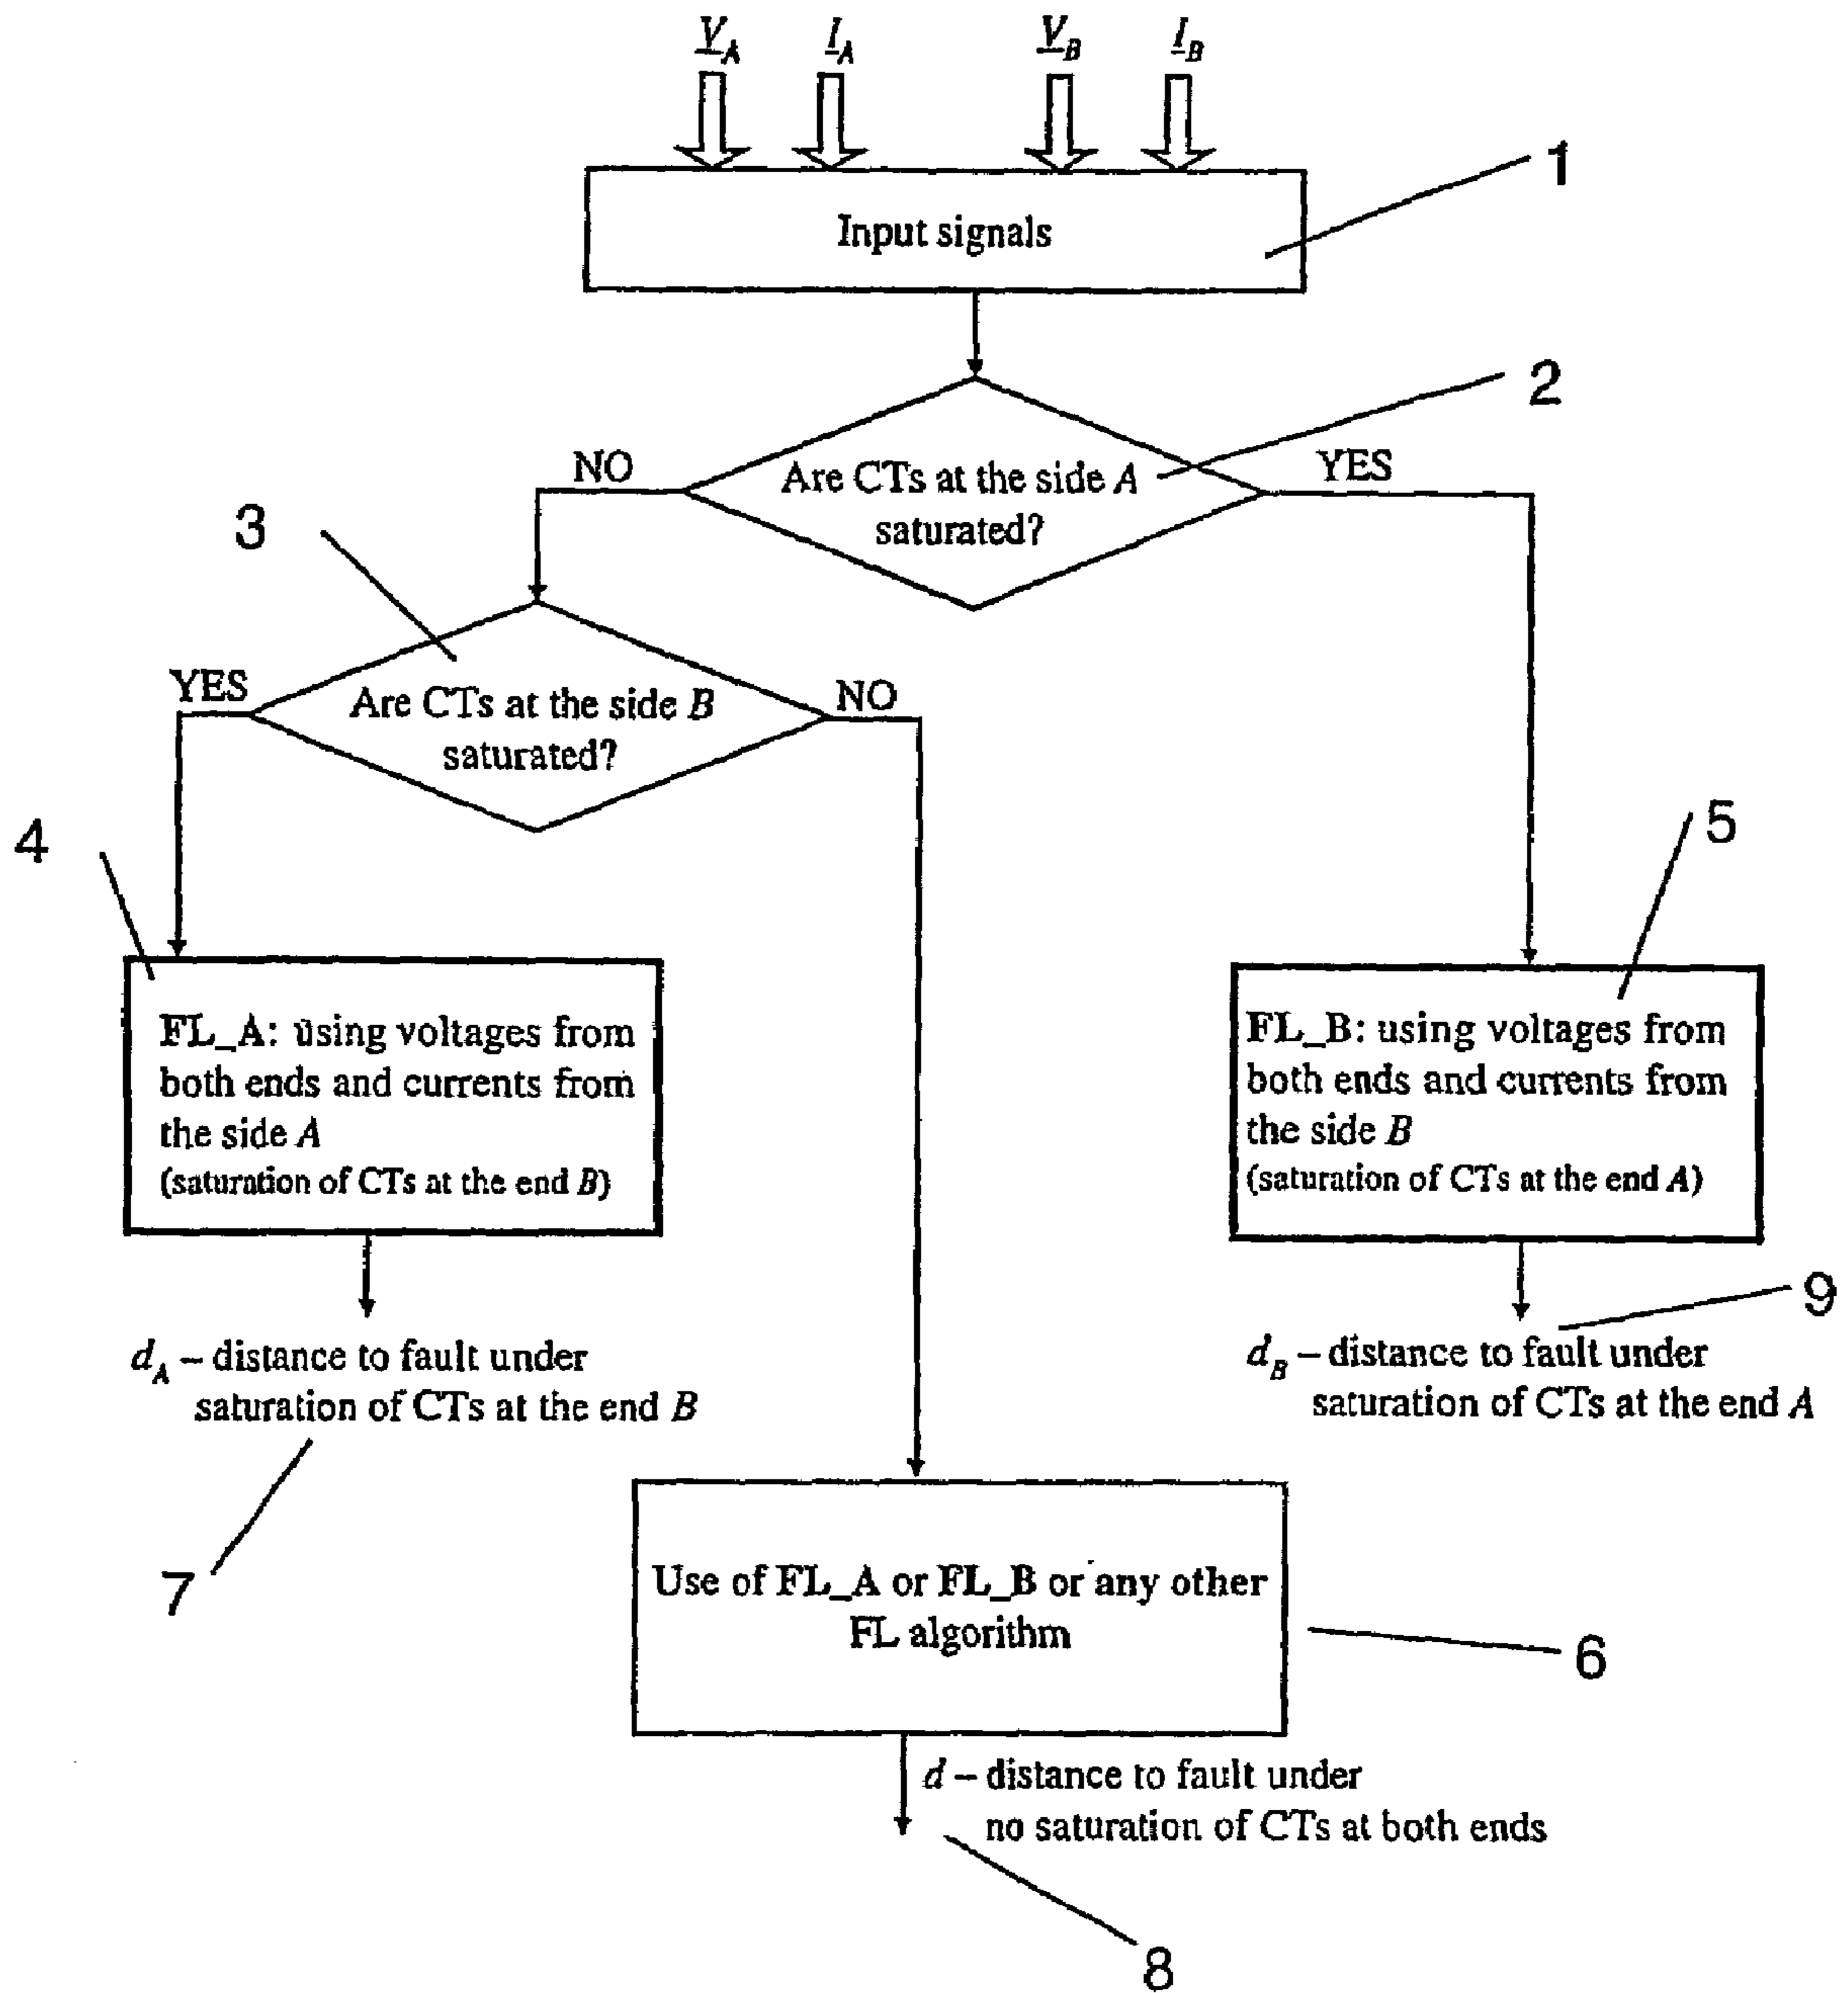 V_A I_A V_B I_B
1
Input signals
2
NO
YES
Are CTs at the side A
saturated?
3
YES
NO
Are CTs at the side B
saturated?
4
5
FL_A: using voltages from
both ends and currents from
the side A
(saturation of CTs at the end B)
FL_B: using voltages from
both ends and currents from
the side B
(saturation of CTs at the end A)
9
d_A – distance to fault under
saturation of CTs at the end B
d_B – distance to fault under
saturation of CTs at the end A
7
Use of FL_A or FL_B or any other
FL algorithm
6
d – distance to fault under
no saturation of CTs at both ends
8